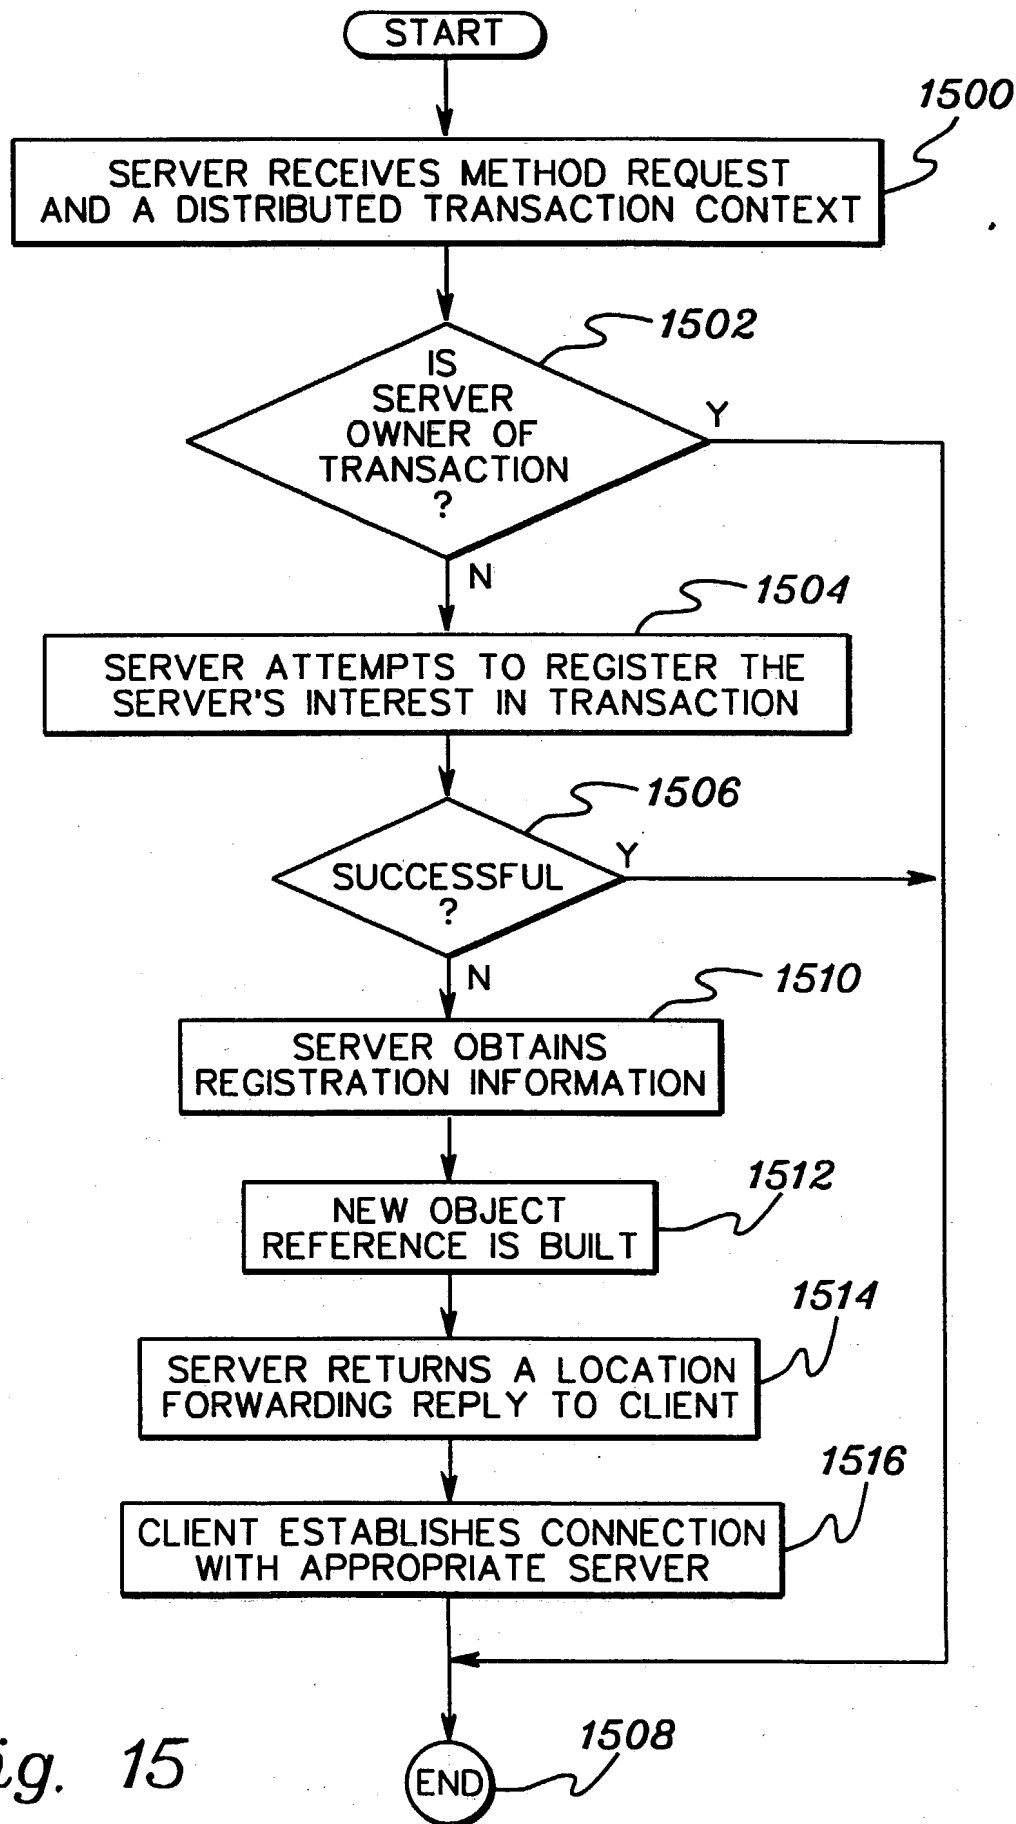 START
1500
SERVER RECEIVES METHOD REQUEST
AND A DISTRIBUTED TRANSACTION CONTEXT
1502
IS
SERVER
OWNER OF
TRANSACTION
?
Y
N
1504
SERVER ATTEMPTS TO REGISTER THE
SERVER'S INTEREST IN TRANSACTION
1506
SUCCESSFUL
?
Y
N
1510
SERVER OBTAINS
REGISTRATION INFORMATION
1512
NEW OBJECT
REFERENCE IS BUILT
1514
SERVER RETURNS A LOCATION
FORWARDING REPLY TO CLIENT
1516
CLIENT ESTABLISHES CONNECTION
WITH APPROPRIATE SERVER
1508
END
ig. 15